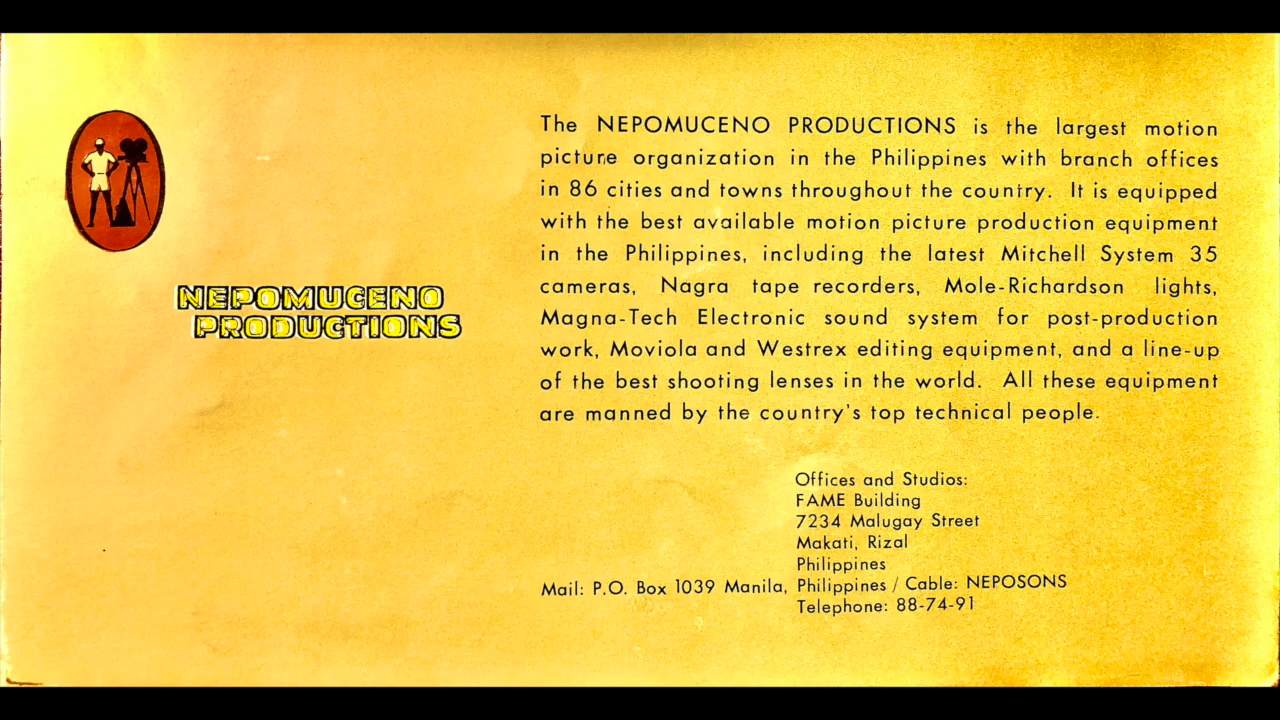 NEPOMUCENO
PRODUCTIONS
The NEPOMUCENO PRODUCTIONS is the largest motion
picture organization in the Philippines with branch offices
in 86 cities and towns throughout the country. It is equipped
with the best available motion picture production equipment
in the Philippines, including the latest Mitchell System 35
cameras, Nagra tape recorders, Mole-Richardson lights,
Magna-Tech Electronic sound system for post-production
work, Moviola and Westrex editing equipment, and a line-up
of the best shooting lenses in the world. All these equipment
are manned by the country's top technical people.
Offices and Studios:
FAME Building
7234 Malugay Street
Makati, Rizal
Philippines
Mail: P.O. Box 1039 Manila, Philippines / Cable: NEPOSONS
Telephone: 88-74-91